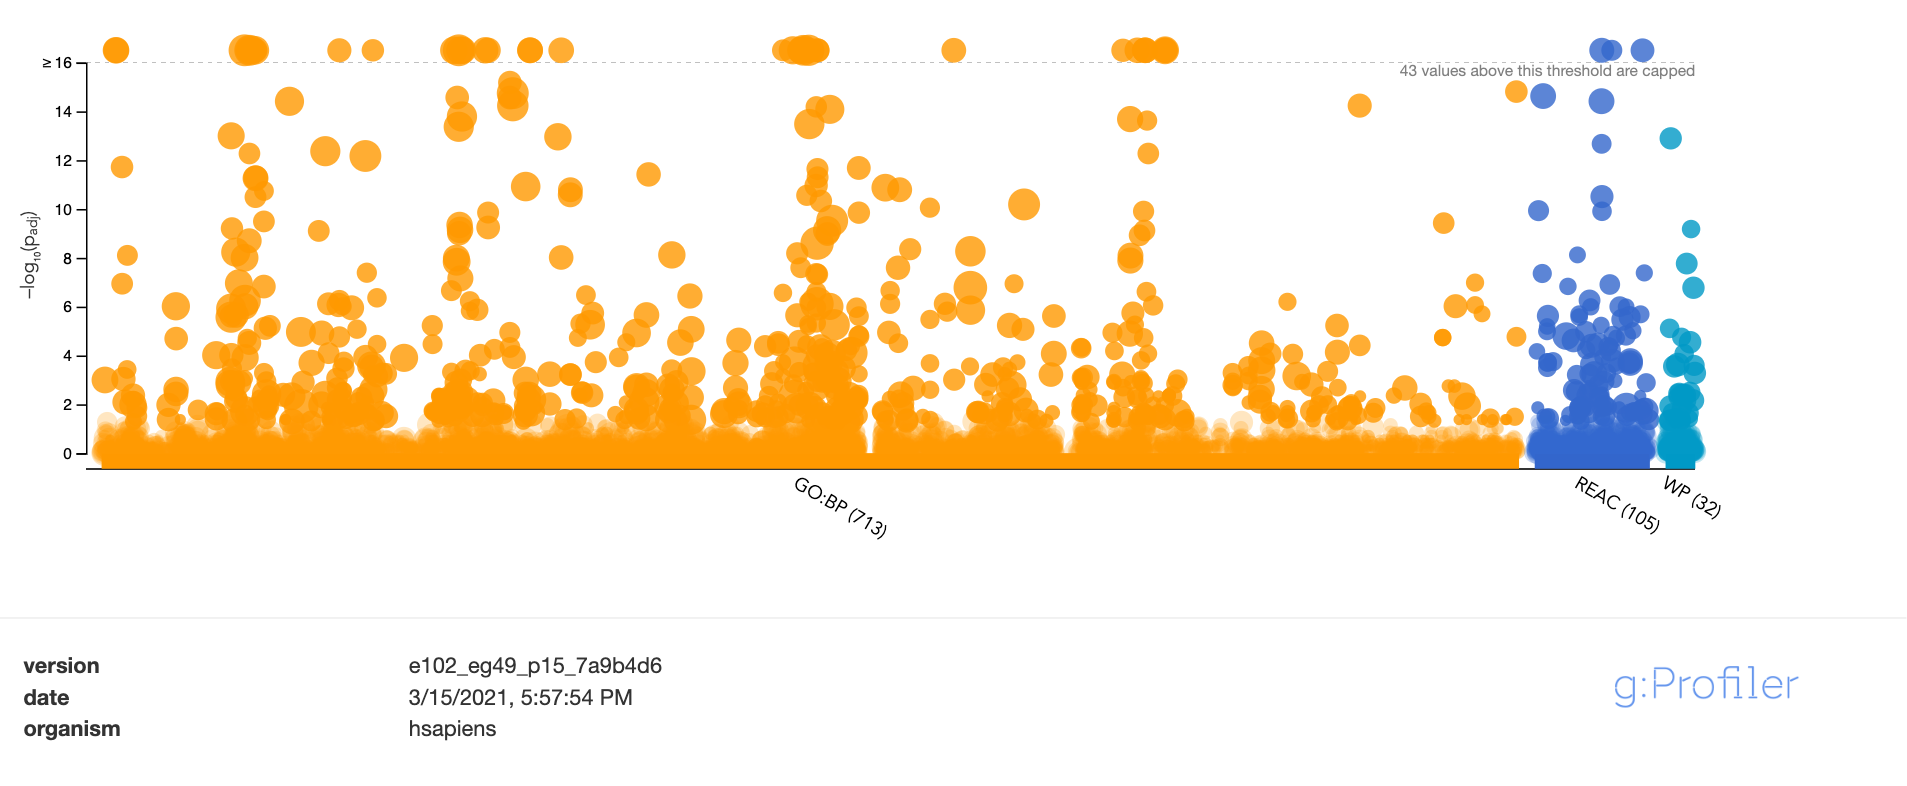 ≥ 16
43 values above this threshold are capped
14
12
10
8
6
4
2
0
–log₁₀(pₐdⱼ)
GO:BP (713)
REAC (105)
WP (32)
version e102_eg49_p15_7a9b4d6
date 3/15/2021, 5:57:54 PM
organism hsapiens
g:Profiler